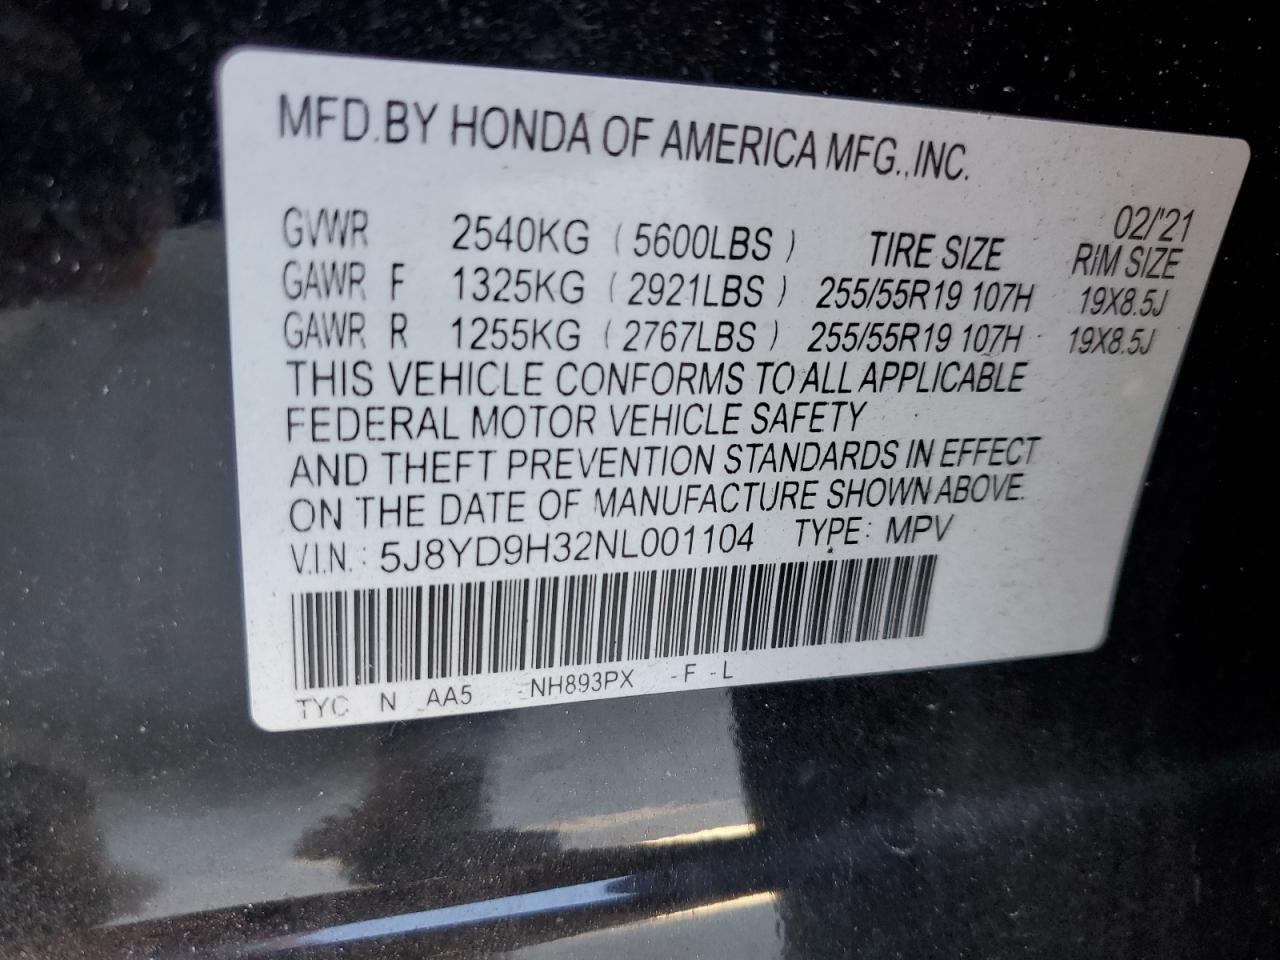 MFD.BY HONDA OF AMERICA MFG.,INC.
02/'21
GVWR 2540KG (5600LBS) TIRE SIZE RIM SIZE
GAWR F 1325KG (2921LBS) 255/55R19 107H 19X8.5J
GAWR R 1255KG (2767LBS) 255/55R19 107H 19X8.5J
THIS VEHICLE CONFORMS TO ALL APPLICABLE
FEDERAL MOTOR VEHICLE SAFETY
AND THEFT PREVENTION STANDARDS IN EFFECT
ON THE DATE OF MANUFACTURE SHOWN ABOVE.
V.I.N.: 5J8YD9H32NL001104 TYPE: MPV
TYC N AA5 -NH893PX -F -L